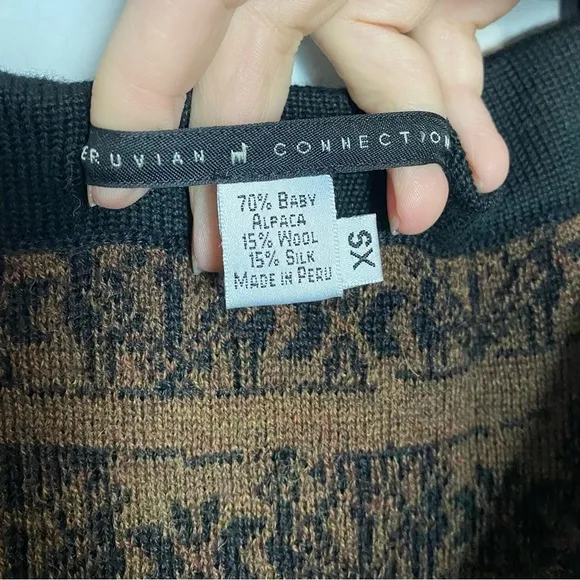 ERUVIAN CONNECTION
70% BABY
ALPACA
15% WOOL
15% SILK
MADE IN PERU
XS